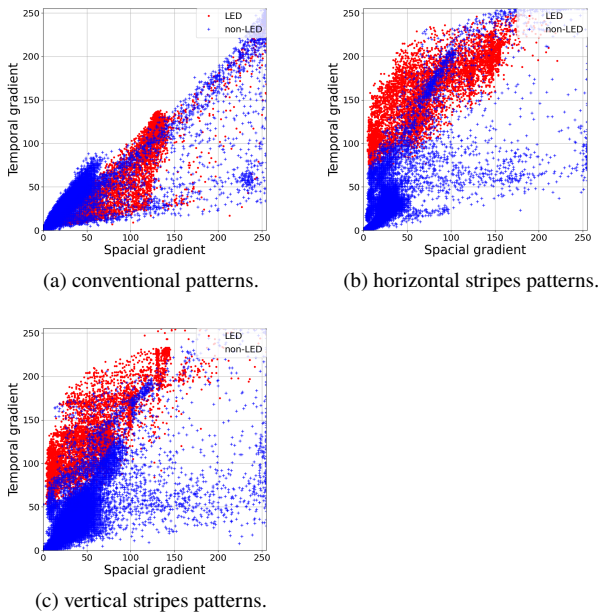 LED
non-LED
250
200
150
100
50
0
Temporal gradient
0 50 100 150 200 250
Spacial gradient
(a) conventional patterns.
LED
non-LED
250
200
150
100
50
0
Temporal gradient
0 50 100 150 200 250
Spacial gradient
(b) horizontal stripes patterns.
LED
non-LED
250
200
150
100
50
0
Temporal gradient
0 50 100 150 200 250
Spacial gradient
(c) vertical stripes patterns.